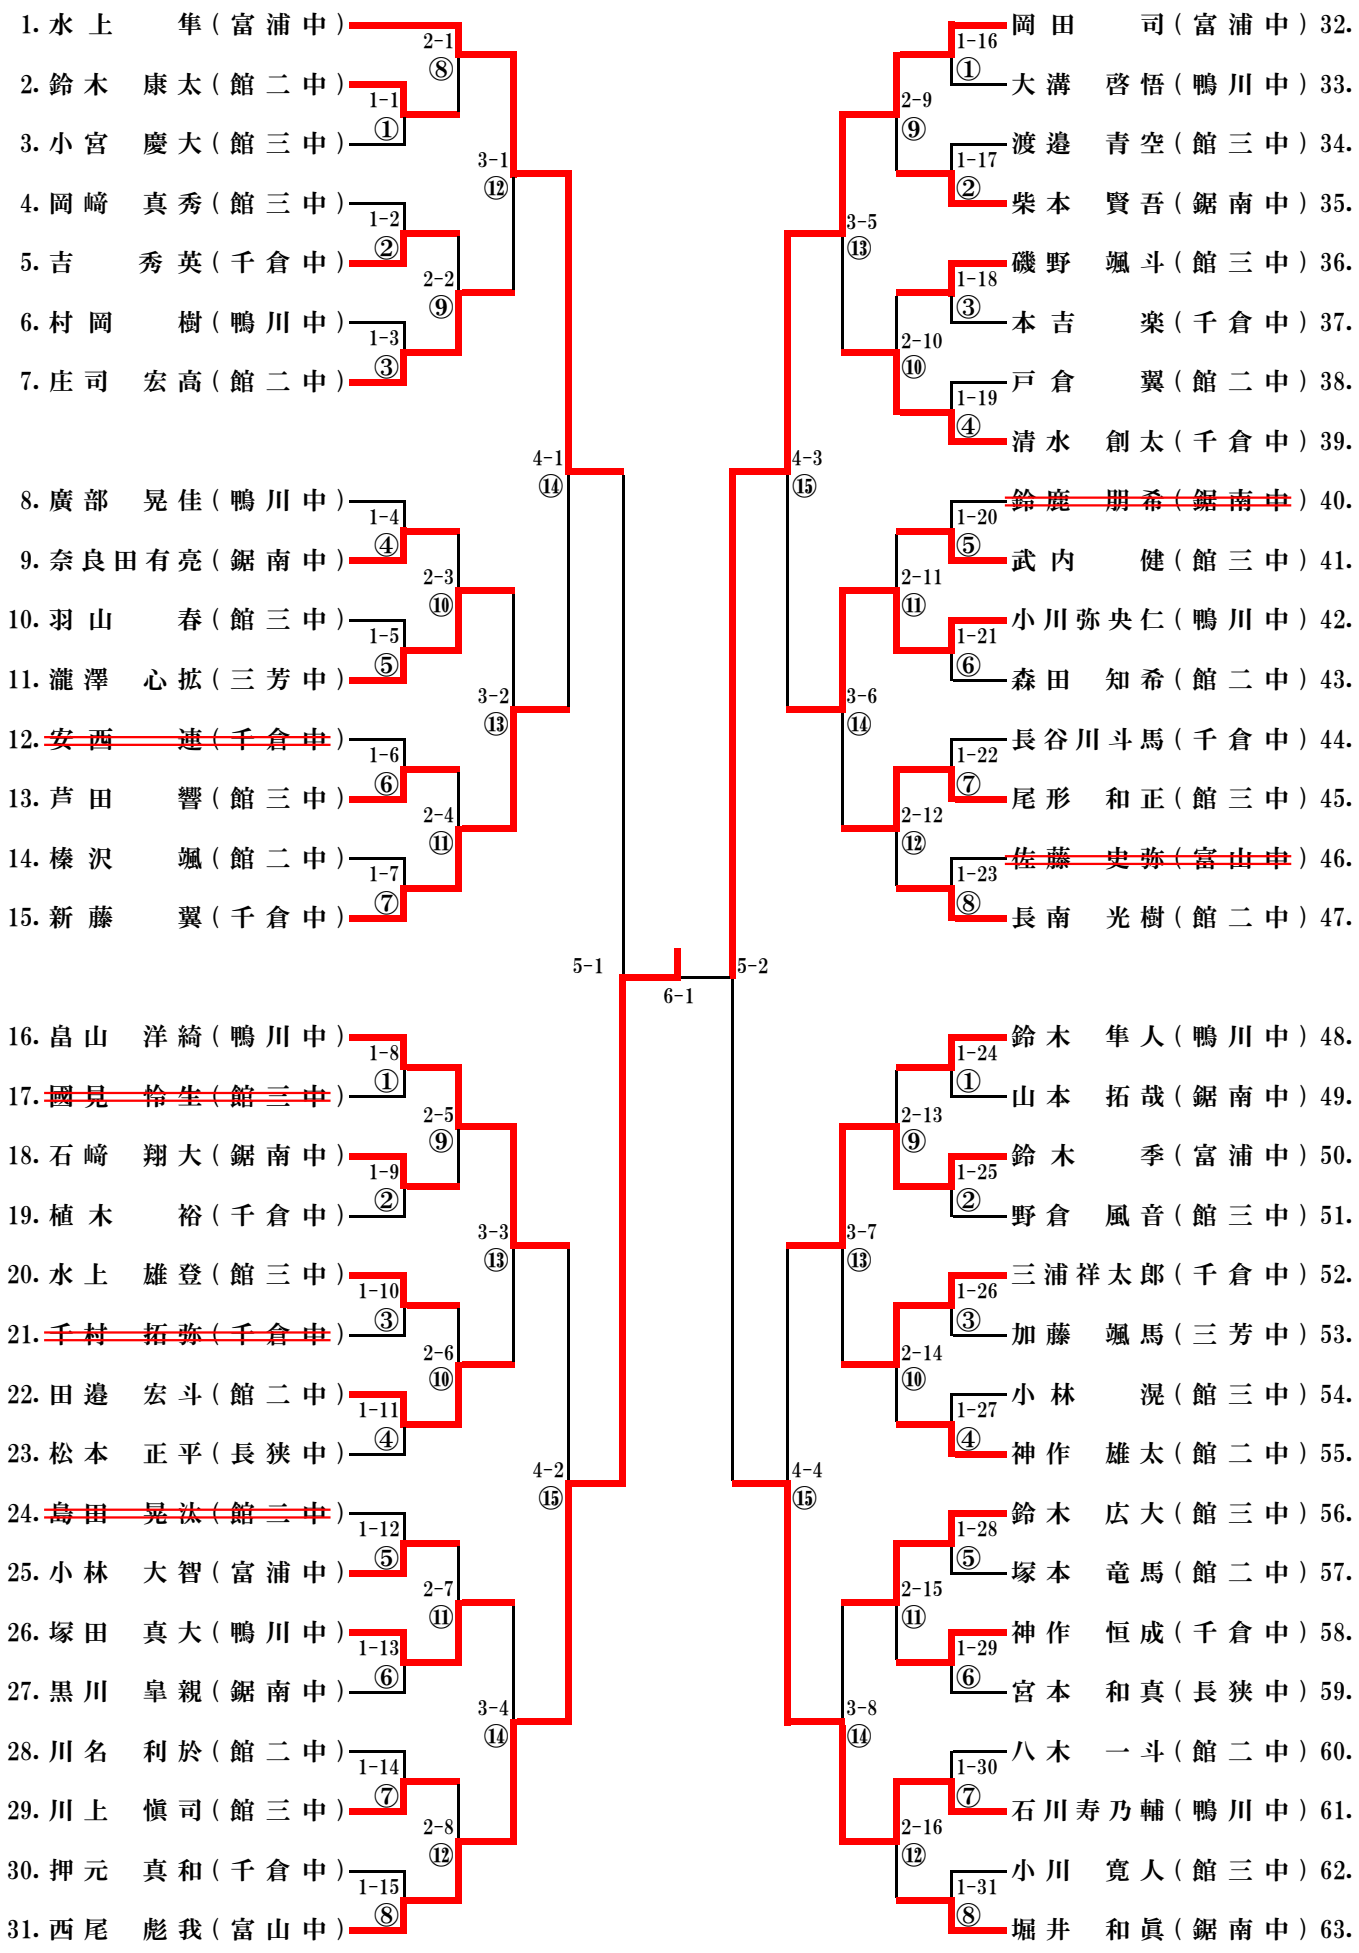 1. 水上 隼 (富浦中)
2-1
⑧
2. 鈴木 康太 (館二中)
1-1
①
3. 小宮 慶大 (館三中)
3-1
⑫
4. 岡﨑 真秀 (館三中)
1-2
②
5. 吉 秀英 (千倉中)
2-2
⑨
6. 村岡 樹 (鴨川中)
1-3
③
7. 庄司 宏高 (館二中)
4-1
⑭
8. 廣部 晃佳 (鴨川中)
1-4
④
9. 奈良田有亮 (鋸南中)
2-3
⑩
10. 羽山 春 (館三中)
1-5
⑤
11. 瀧澤 心拡 (三芳中)
3-2
⑬
12. 安西 連 (千倉中)
1-6
⑥
13. 芦田 響 (館三中)
2-4
⑪
14. 榛沢 颯 (館二中)
1-7
⑦
15. 新藤 翼 (千倉中)
5-1
6-1
16. 畠山 洋綺 (鴨川中)
1-8
①
17. 國見 怜生 (館三中)
2-5
⑨
18. 石﨑 翔大 (鋸南中)
1-9
②
19. 植木 裕 (千倉中)
3-3
⑬
20. 水上 雄登 (館三中)
1-10
③
21. 千村 拓弥 (千倉中)
2-6
⑩
22. 田邉 宏斗 (館二中)
1-11
④
23. 松本 正平 (長狭中)
4-2
⑮
24. 島田 晃汰 (館二中)
1-12
⑤
25. 小林 大智 (富浦中)
2-7
⑪
26. 塚田 真大 (鴨川中)
1-13
⑥
27. 黒川 皐親 (鋸南中)
3-4
⑭
28. 川名 利於 (館二中)
1-14
⑦
29. 川上 愼司 (館三中)
2-8
⑫
30. 押元 真和 (千倉中)
1-15
⑧
31. 西尾 彪我 (富山中)
岡田 司 (富浦中) 32.
1-16
①
大溝 啓悟 (鴨川中) 33.
2-9
⑨
渡邉 青空 (館三中) 34.
1-17
②
柴本 賢吾 (鋸南中) 35.
3-5
⑬
磯野 颯斗 (館三中) 36.
1-18
③
本吉 楽 (千倉中) 37.
2-10
⑩
戸倉 翼 (館二中) 38.
1-19
④
清水 創太 (千倉中) 39.
4-3
⑮
鈴鹿 朋希 (鋸南中) 40.
1-20
⑤
武内 健 (館三中) 41.
2-11
⑪
小川弥央仁 (鴨川中) 42.
1-21
⑥
森田 知希 (館二中) 43.
3-6
⑭
長谷川斗馬 (千倉中) 44.
1-22
⑦
尾形 和正 (館三中) 45.
2-12
⑫
佐藤 史弥 (富山中) 46.
1-23
⑧
長南 光樹 (館二中) 47.
5-2
鈴木 隼人 (鴨川中) 48.
1-24
①
山本 拓哉 (鋸南中) 49.
2-13
⑨
鈴木 季 (富浦中) 50.
1-25
②
野倉 風音 (館三中) 51.
3-7
⑬
三浦祥太郎 (千倉中) 52.
1-26
③
加藤 颯馬 (三芳中) 53.
2-14
⑩
小林 滉 (館三中) 54.
1-27
④
神作 雄太 (館二中) 55.
4-4
⑮
鈴木 広大 (館三中) 56.
1-28
⑤
塚本 竜馬 (館二中) 57.
2-15
⑪
神作 恒成 (千倉中) 58.
1-29
⑥
宮本 和真 (長狭中) 59.
3-8
⑭
八木 一斗 (館二中) 60.
1-30
⑦
石川寿乃輔 (鴨川中) 61.
2-16
⑫
小川 寛人 (館三中) 62.
1-31
⑧
堀井 和眞 (鋸南中) 63.